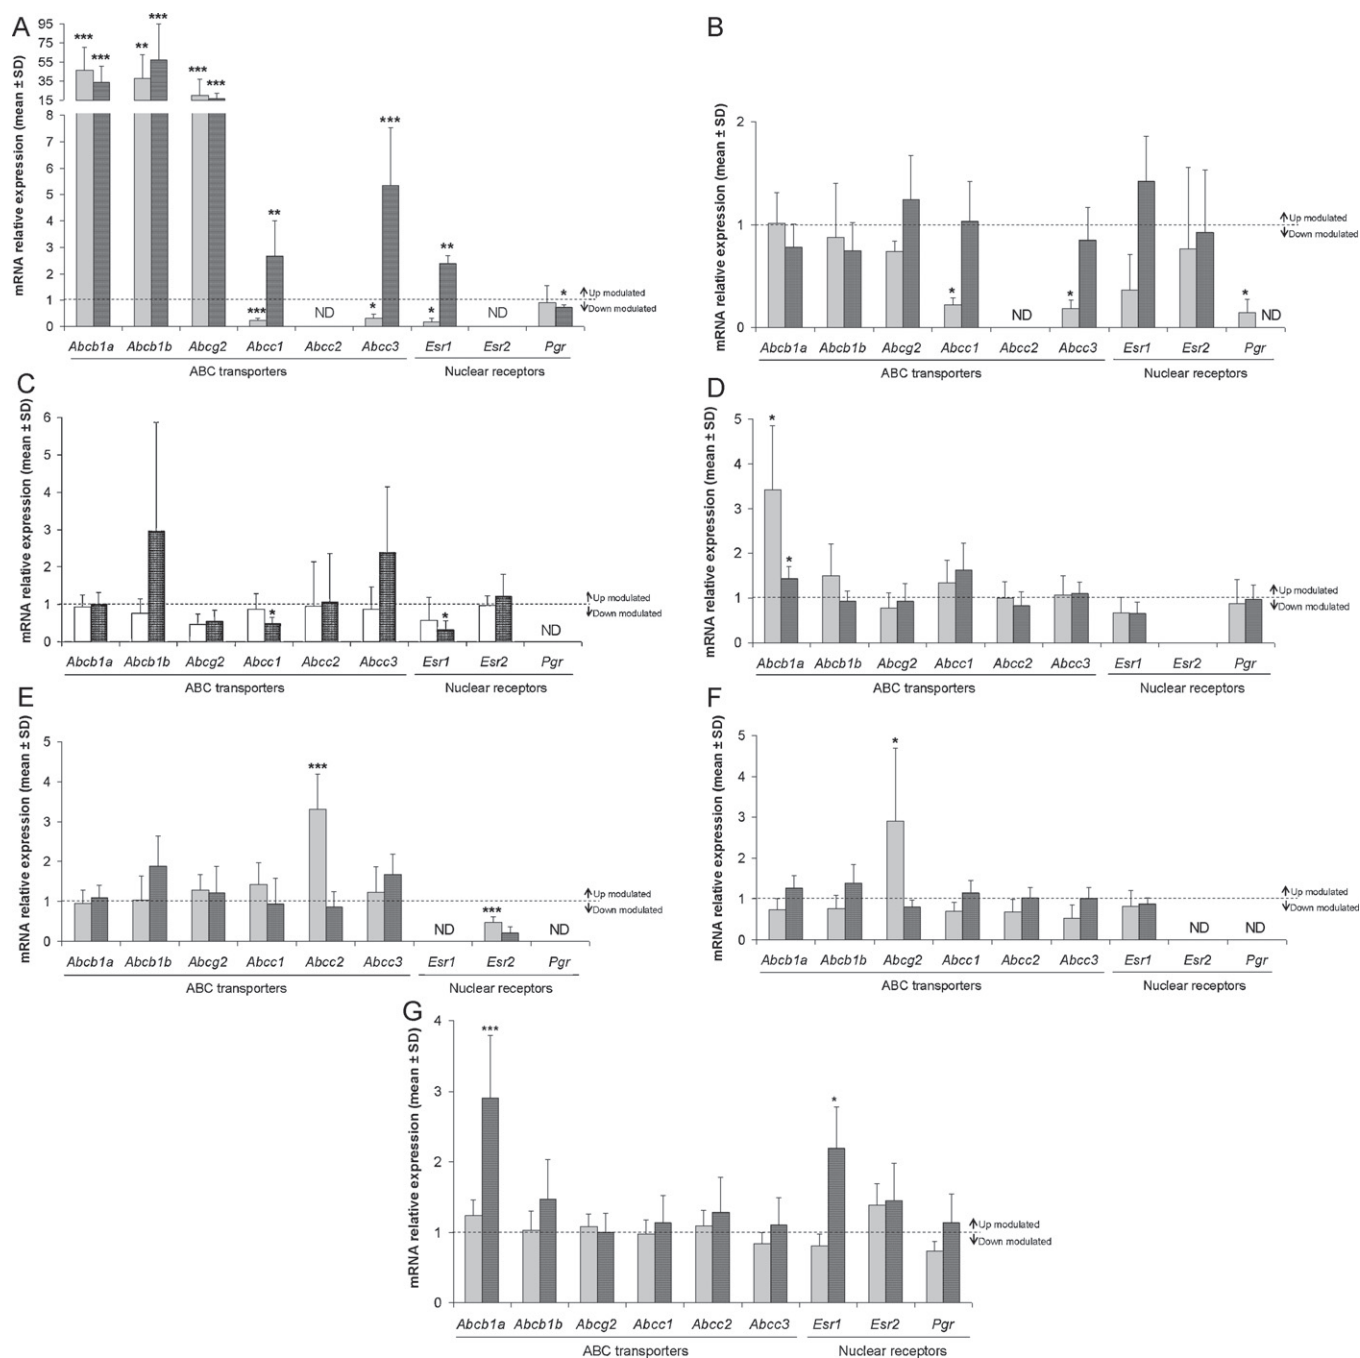 A
mRNA relative expression (mean ± SD)
95
75
55
35
15
8
7
6
5
4
3
2
1
0
*** *** ** *** *** ***
*** ** ND * *** * ** ND *
Up modulated
Down modulated
Abcb1a Abcb1b Abcg2 Abcc1 Abcc2 Abcc3 Esr1 Esr2 Pgr
ABC transporters Nuclear receptors
B
mRNA relative expression (mean ± SD)
2
1
0
* ND * * ND
Up modulated
Down modulated
Abcb1a Abcb1b Abcg2 Abcc1 Abcc2 Abcc3 Esr1 Esr2 Pgr
ABC transporters Nuclear receptors
C
mRNA relative expression (mean ± SD)
6
5
4
3
2
1
0
* * ND
Up modulated
Down modulated
Abcb1a Abcb1b Abcg2 Abcc1 Abcc2 Abcc3 Esr1 Esr2 Pgr
ABC transporters Nuclear receptors
D
mRNA relative expression (mean ± SD)
5
4
3
2
1
0
* *
Up modulated
Down modulated
Abcb1a Abcb1b Abcg2 Abcc1 Abcc2 Abcc3 Esr1 Esr2 Pgr
ABC transporters Nuclear receptors
E
mRNA relative expression (mean ± SD)
5
4
3
2
1
0
*** ND *** ND
Up modulated
Down modulated
Abcb1a Abcb1b Abcg2 Abcc1 Abcc2 Abcc3 Esr1 Esr2 Pgr
ABC transporters Nuclear receptors
F
mRNA relative expression (mean ± SD)
5
4
3
2
1
0
* ND ND
Up modulated
Down modulated
Abcb1a Abcb1b Abcg2 Abcc1 Abcc2 Abcc3 Esr1 Esr2 Pgr
ABC transporters Nuclear receptors
G
mRNA relative expression (mean ± SD)
4
3
2
1
0
*** *
Up modulated
Down modulated
Abcb1a Abcb1b Abcg2 Abcc1 Abcc2 Abcc3 Esr1 Esr2 Pgr
ABC transporters Nuclear receptors